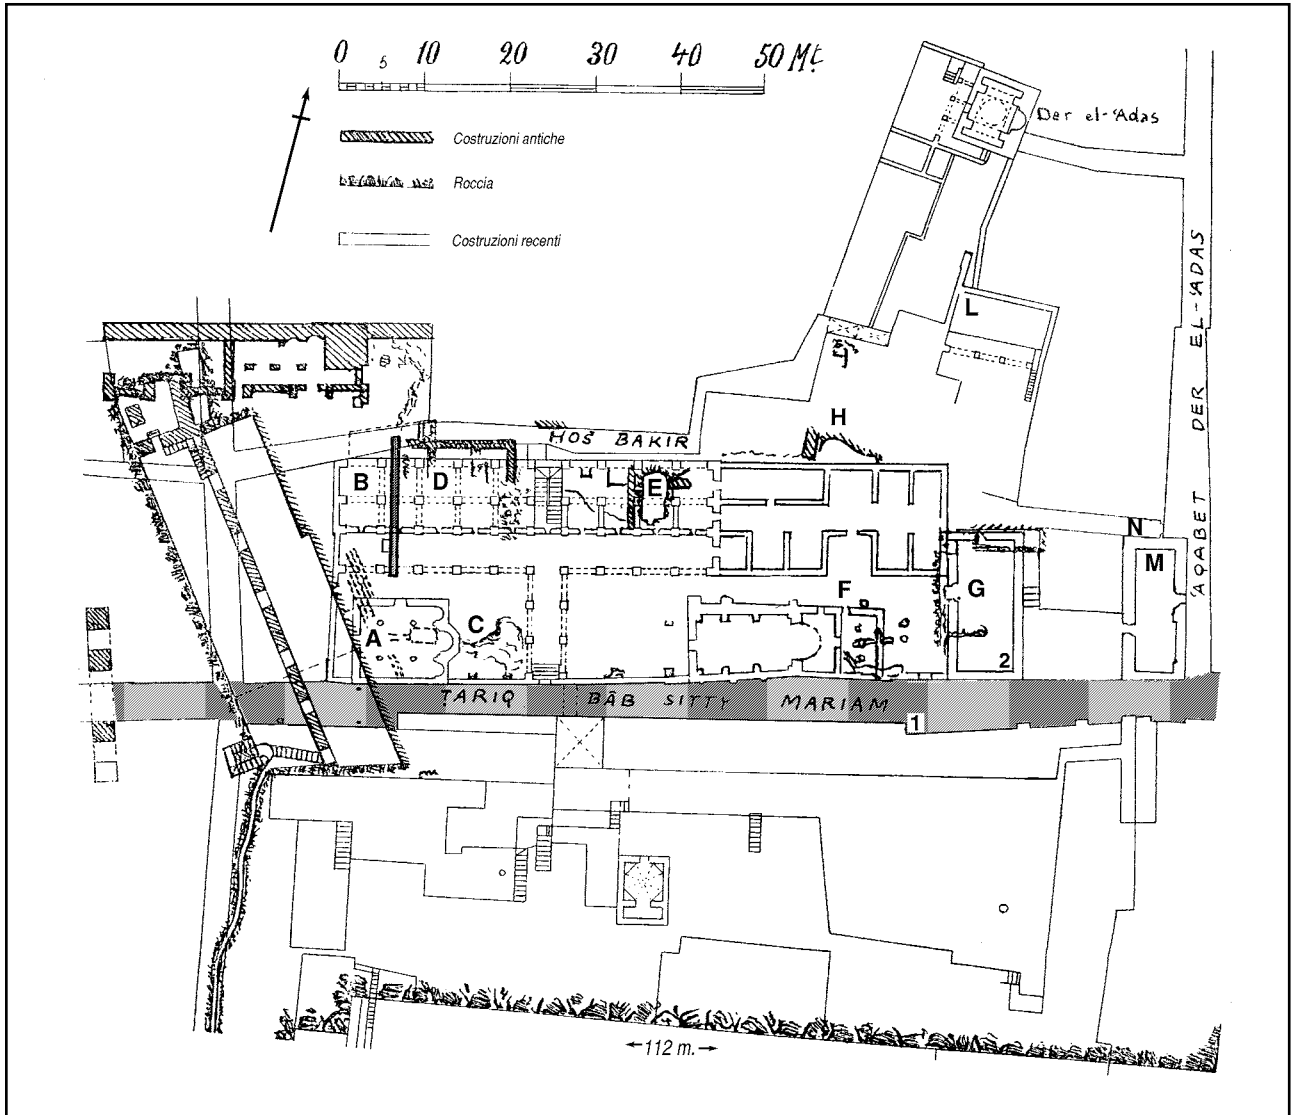 0 5 10 20 30 40 50 Mt
Costruzioni antiche
Roccia
Costruzioni recenti
Der el-'Adas
AQABET DER EL-'ADAS
L
H
HOŠ BAKIR
B
D
E
N
M
F
G
A
C
2
TARIQ BĀB SITTY MARIAM
1
←112 m.→